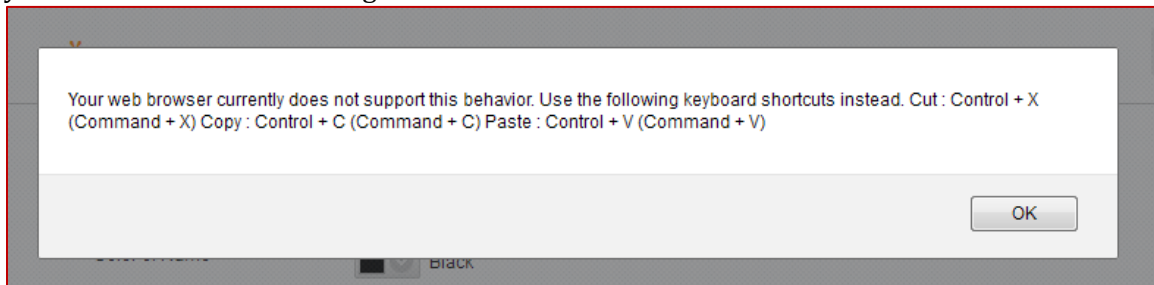 Your web browser currently does not support this behavior. Use the following keyboard shortcuts instead. Cut : Control + X
(Command + X) Copy : Control + C (Command + C) Paste : Control + V (Command + V)
OK
Black